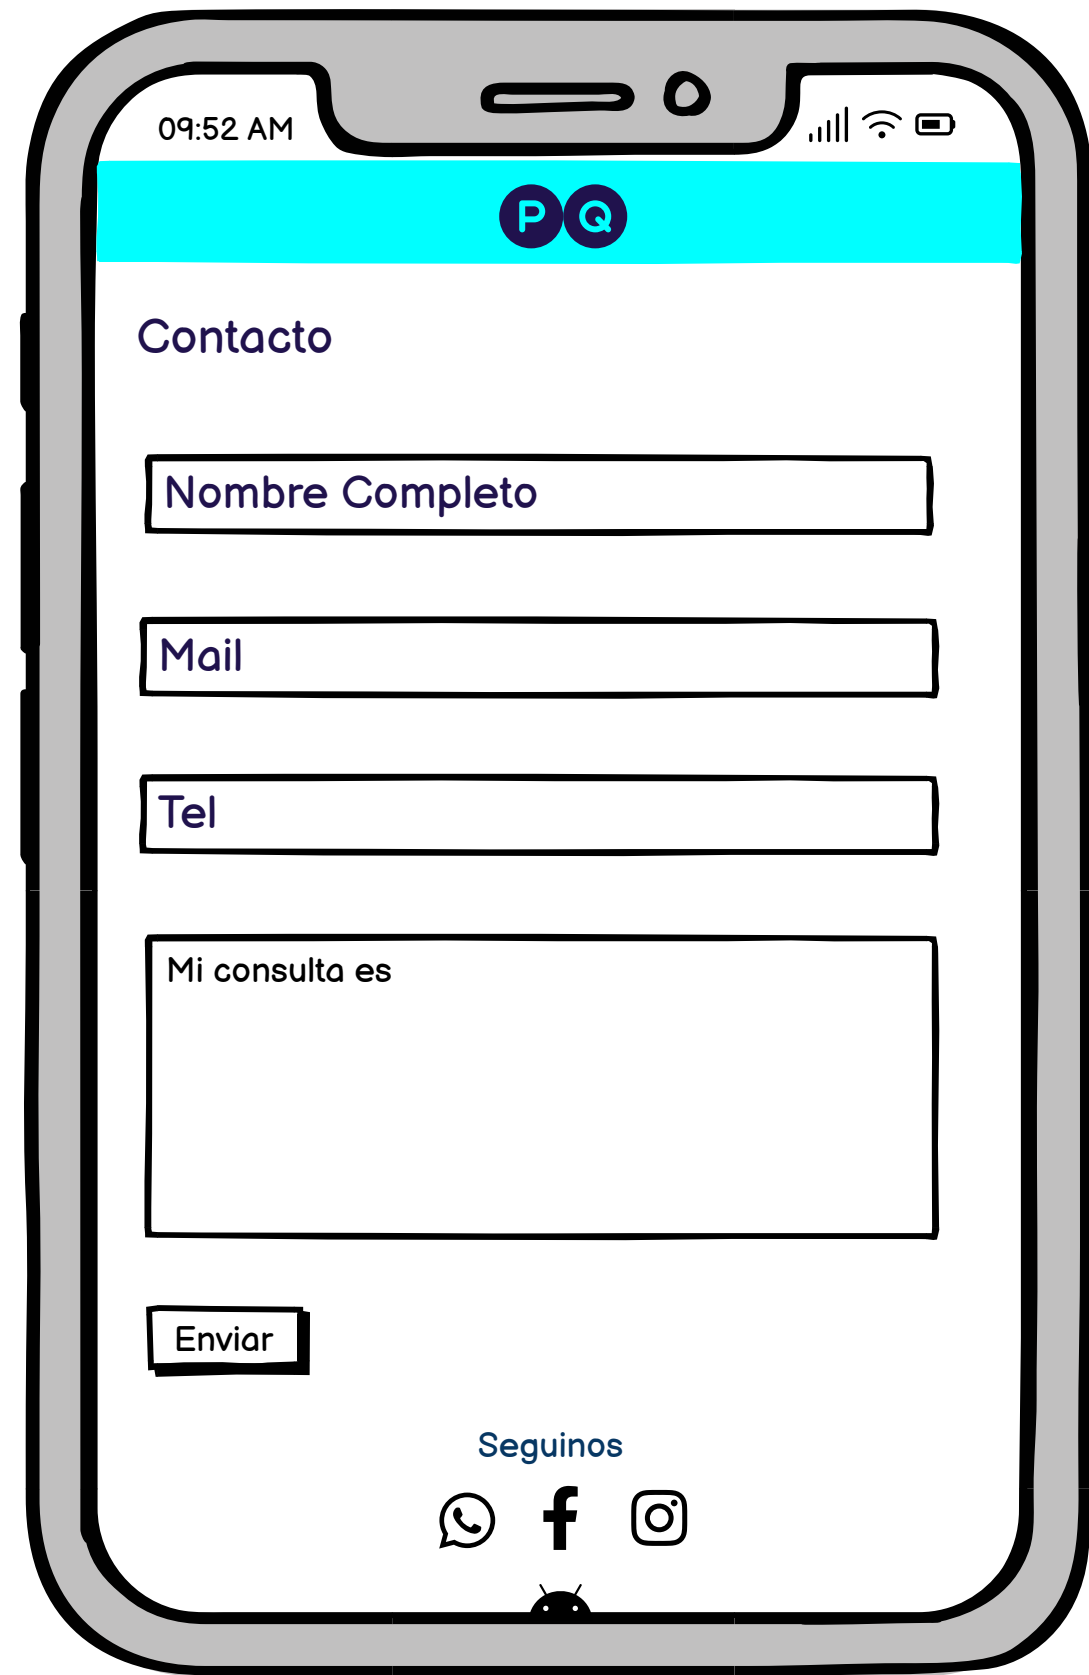 09:52 AM
PQ
Contacto
Nombre Completo
Mail
Tel
Mi consulta es
Enviar
Seguinos